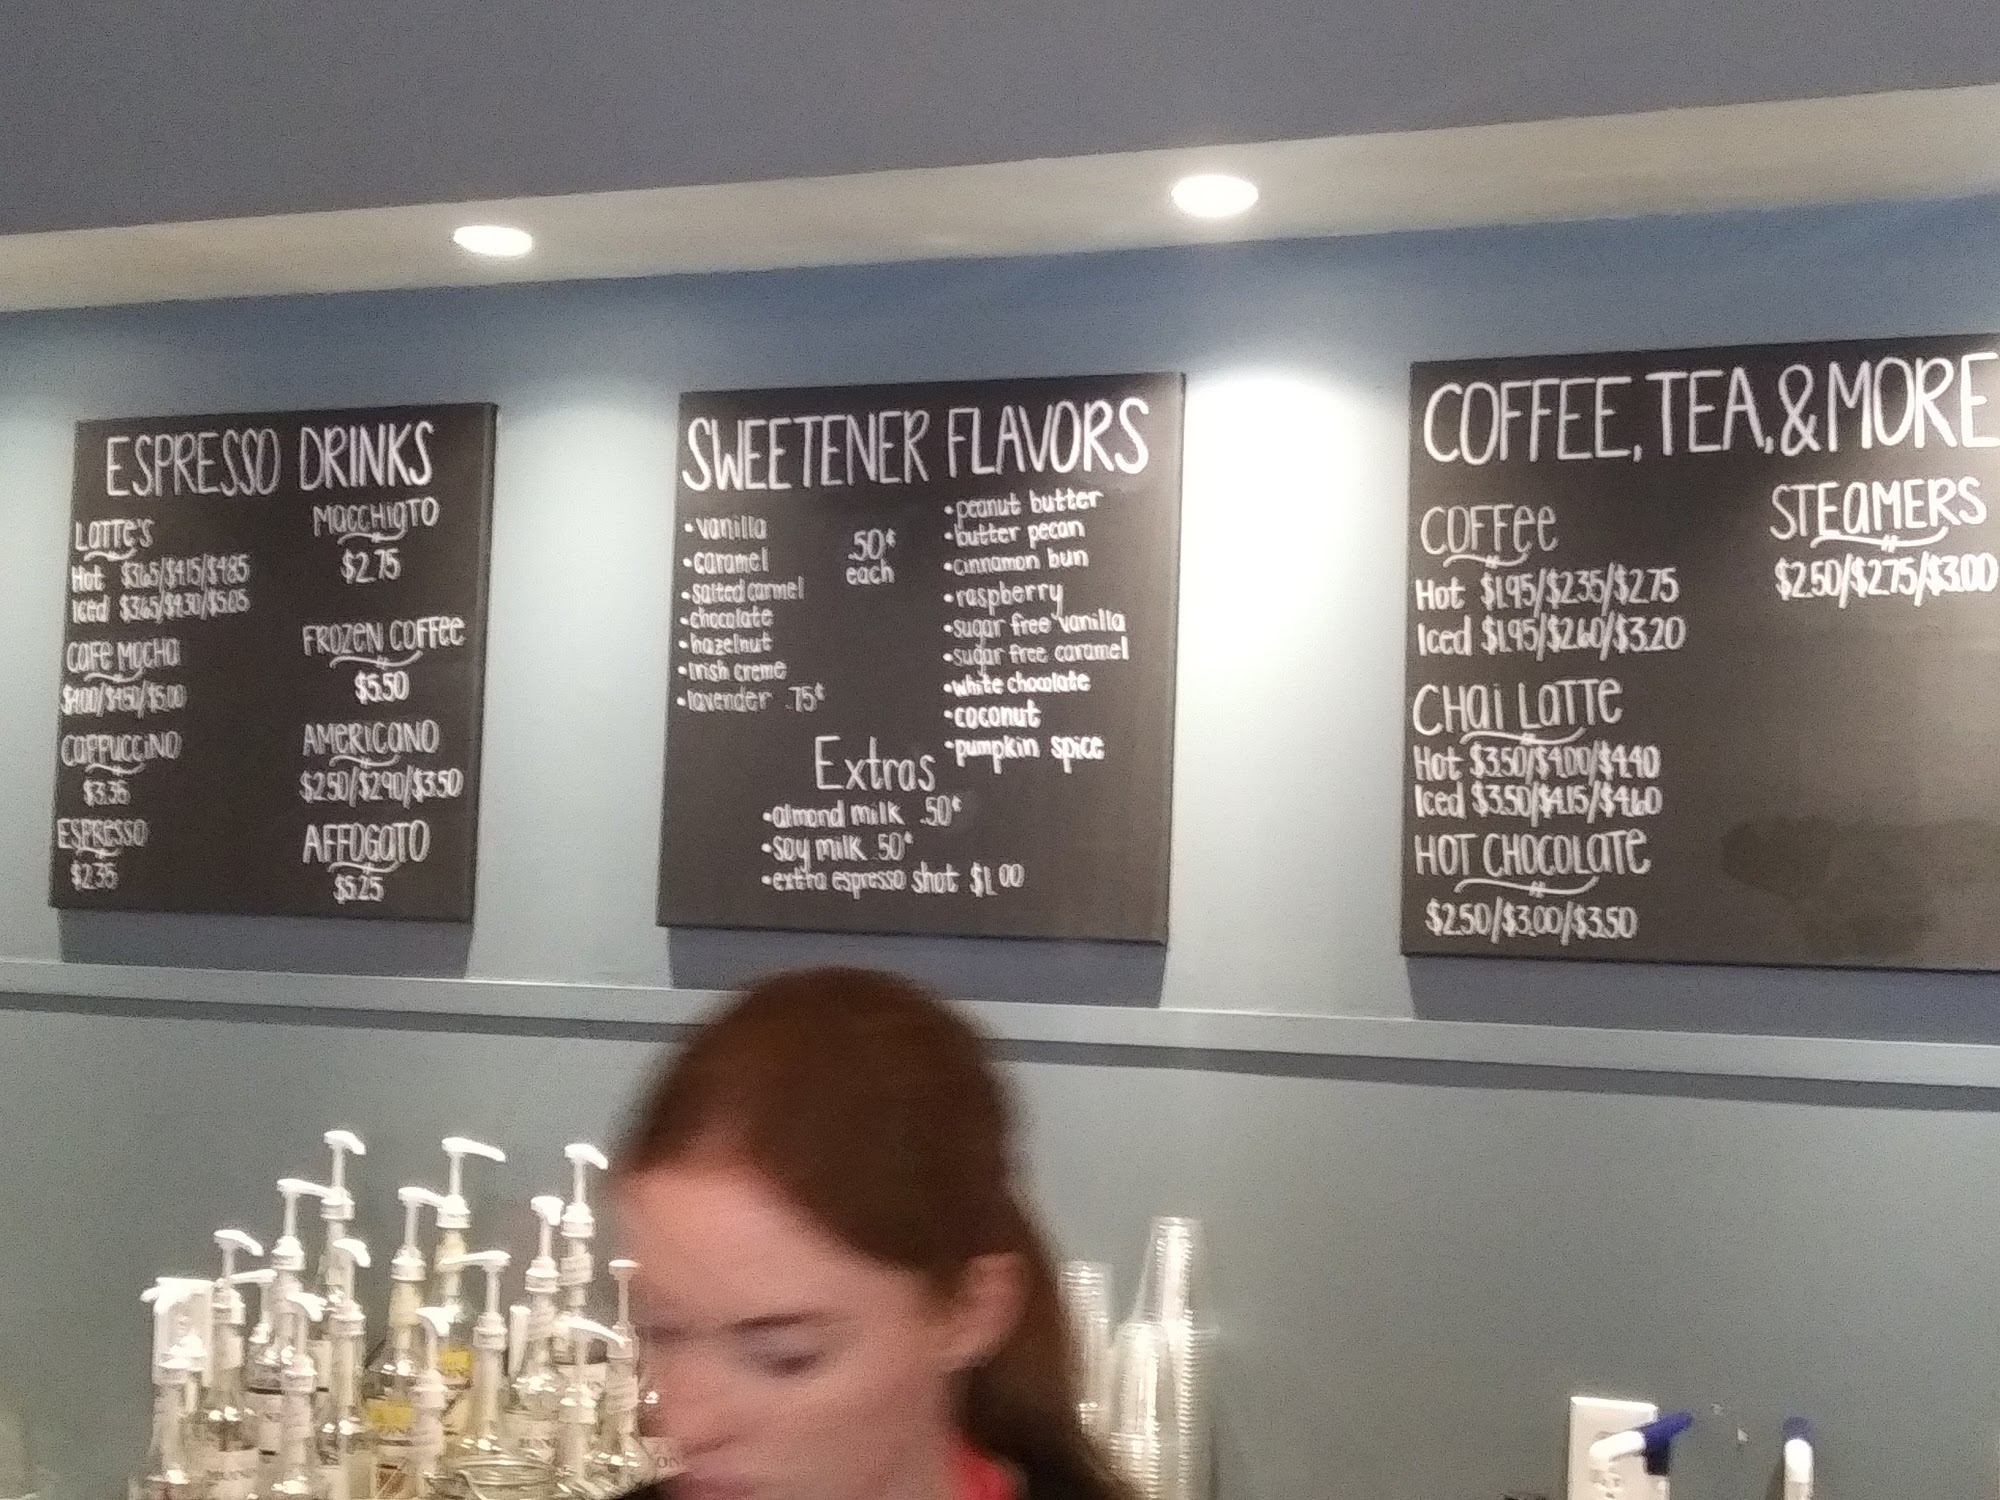 ESPRESSO DRINKS
LATTE'S
Hot $3.65/$4.15/$4.85
Iced $3.65/$4.30/$5.05
CAFE MOCHA
$4.00/$4.50/$5.00
CAPPUCCINO
$3.35
ESPRESSO
$2.35
MACCHIATO
$2.75
FROZEN COFFEE
$5.50
AMERICANO
$2.50/$2.90/$3.50
AFFOGATO
$5.25
SWEETENER FLAVORS
•vanilla
•caramel
•salted carmel
•chocolate
•hazelnut
•Irish creme
•lavender .75¢
.50¢
each
•peanut butter
•butter pecan
•cinnamon bun
•raspberry
•sugar free vanilla
•sugar free caramel
•white chocolate
•coconut
•pumpkin spice
Extras
•almond milk .50¢
•soy milk .50¢
•extra espresso shot $1.00
COFFEE, TEA, & MORE
COFFEE
Hot $1.95/$2.35/$2.75
Iced $1.95/$2.60/$3.20
CHAI LATTE
Hot $3.50/$4.00/$4.40
Iced $3.50/$4.15/$4.60
HOT CHOCOLATE
$2.50/$3.00/$3.50
STEAMERS
$2.50/$2.75/$3.00